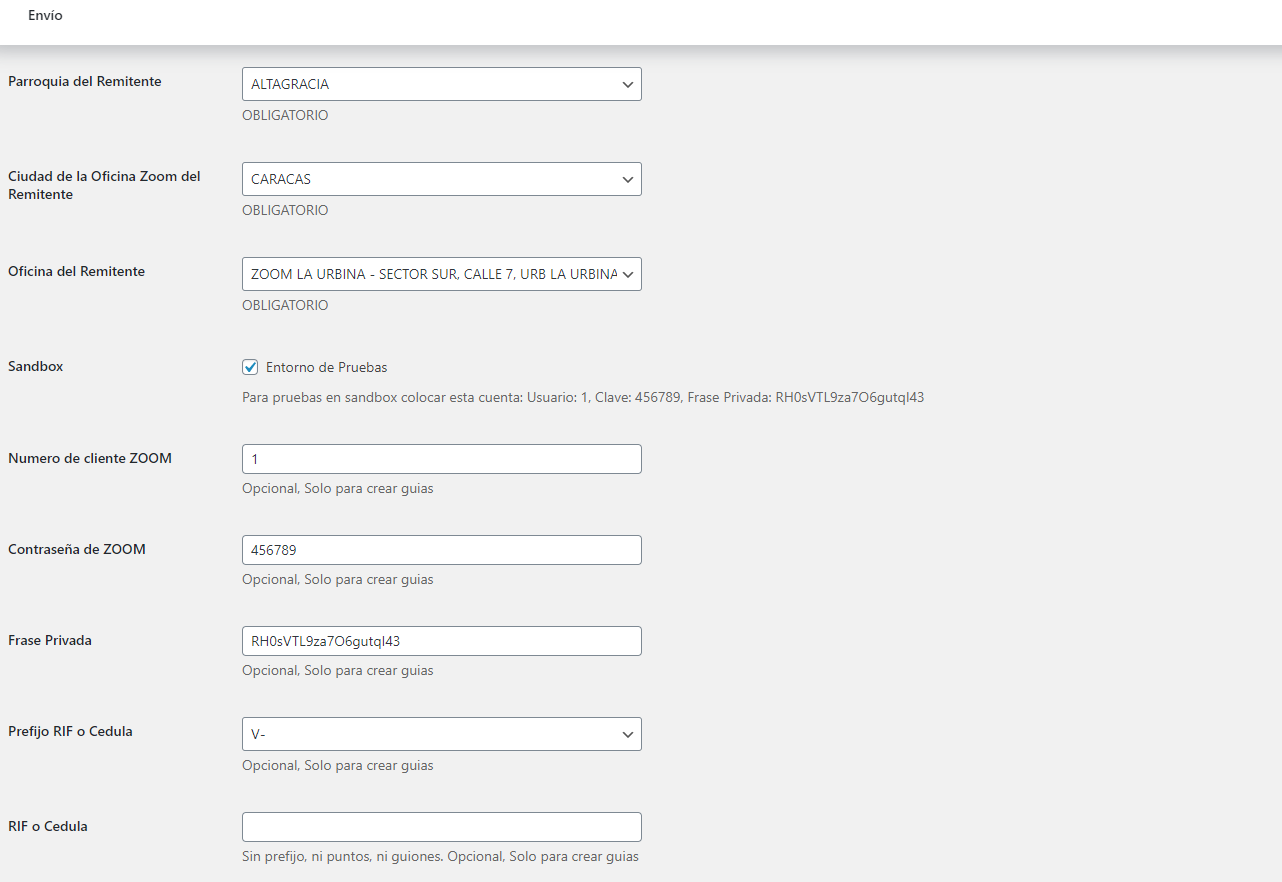 Envío
Parroquia del Remitente
ALTAGRACIA
OBLIGATORIO
Ciudad de la Oficina Zoom del
Remitente
CARACAS
OBLIGATORIO
Oficina del Remitente
ZOOM LA URBINA - SECTOR SUR, CALLE 7, URB LA URBINA
OBLIGATORIO
Sandbox
Entorno de Pruebas
Para pruebas en sandbox colocar esta cuenta: Usuario: 1, Clave: 456789, Frase Privada: RH0sVTL9za7O6gutqI43
Numero de cliente ZOOM
1
Opcional, Solo para crear guias
Contraseña de ZOOM
456789
Opcional, Solo para crear guias
Frase Privada
RH0sVTL9za7O6gutqI43
Opcional, Solo para crear guias
Prefijo RIF o Cedula
V-
Opcional, Solo para crear guias
RIF o Cedula
Sin prefijo, ni puntos, ni guiones. Opcional, Solo para crear guias